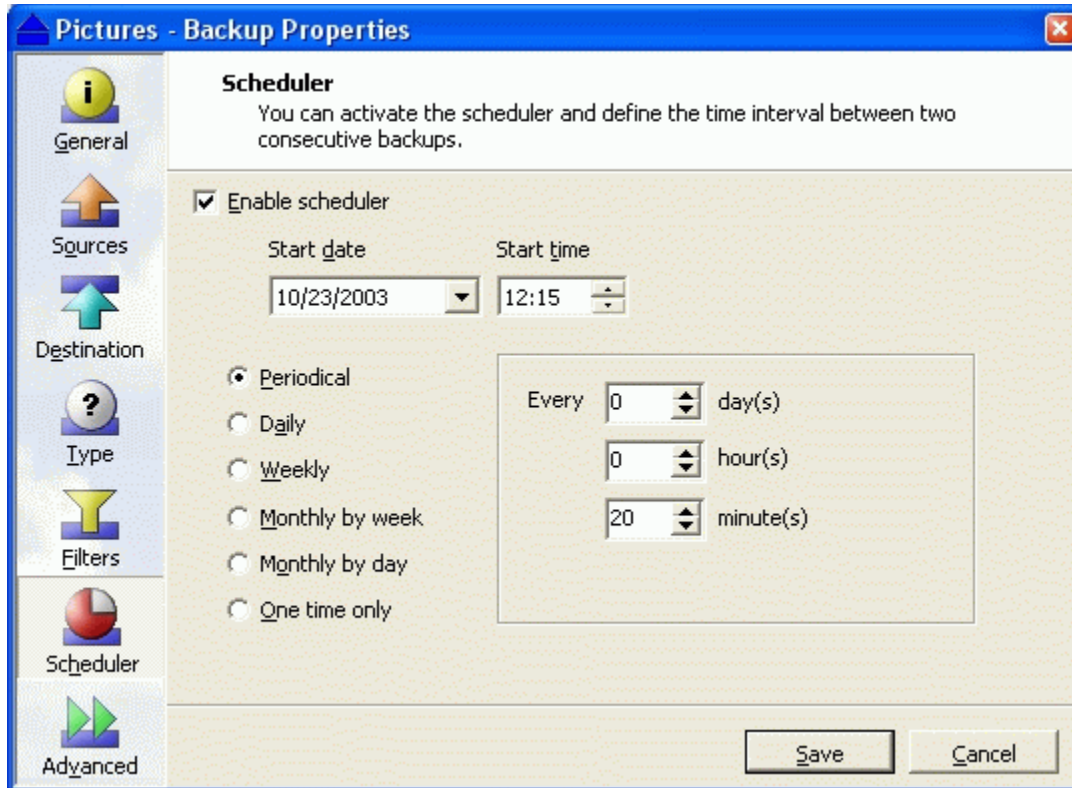 Pictures - Backup Properties
General
Sources
Destination
Type
Filters
Scheduler
Advanced
Scheduler
You can activate the scheduler and define the time interval between two
consecutive backups.
Enable scheduler
Start date
Start time
10/23/2003
12:15
Periodical
Daily
Weekly
Monthly by week
Monthly by day
One time only
Every 0 day(s)
0 hour(s)
20 minute(s)
Save
Cancel